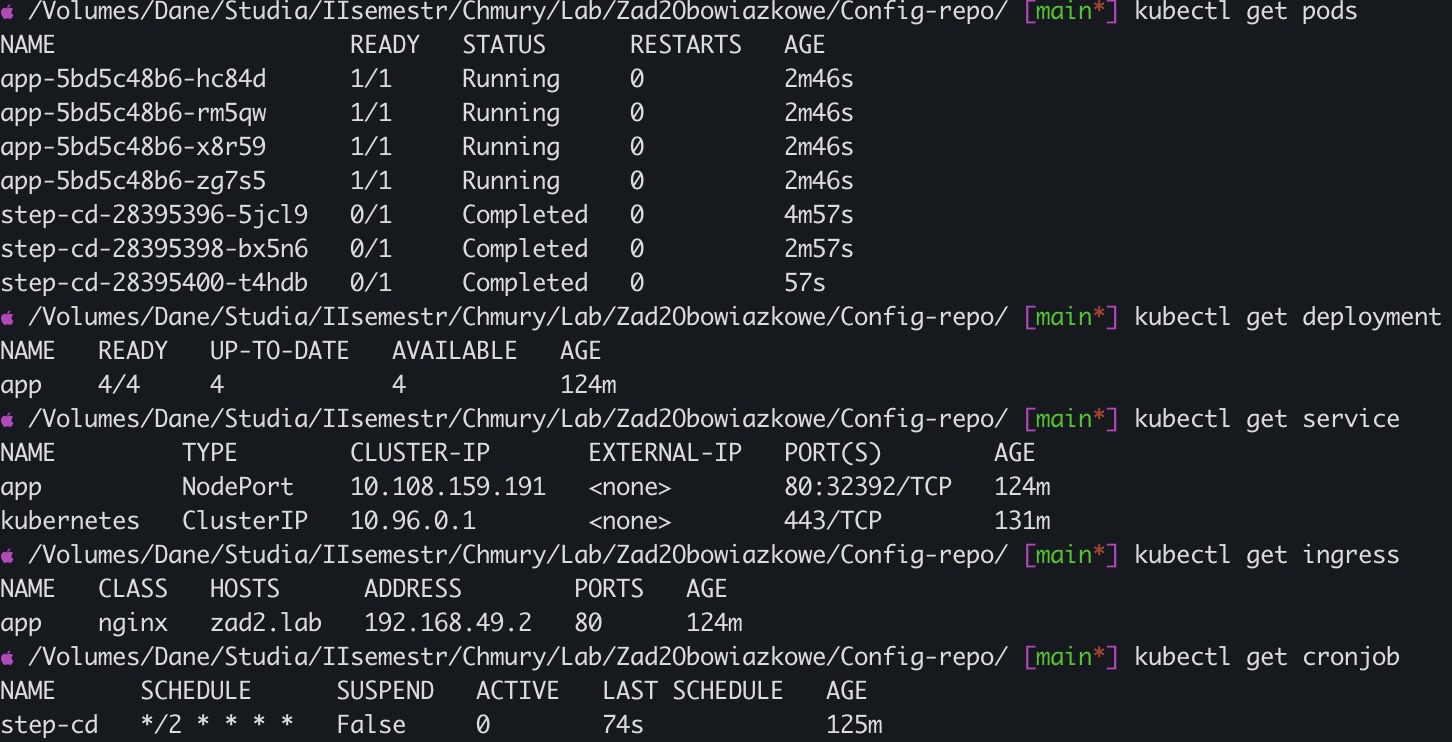 /Volumes/Dane/Studia/IIsemestr/Chmury/Lab/Zad2Obowiazkowe/Config-repo/ [main*] kubectl get pods
NAME READY STATUS RESTARTS AGE
app-5bd5c48b6-hc84d 1/1 Running 0 2m46s
app-5bd5c48b6-rm5qw 1/1 Running 0 2m46s
app-5bd5c48b6-x8r59 1/1 Running 0 2m46s
app-5bd5c48b6-zg7s5 1/1 Running 0 2m46s
step-cd-28395396-5jcl9 0/1 Completed 0 4m57s
step-cd-28395398-bx5n6 0/1 Completed 0 2m57s
step-cd-28395400-t4hdb 0/1 Completed 0 57s
/Volumes/Dane/Studia/IIsemestr/Chmury/Lab/Zad2Obowiazkowe/Config-repo/ [main*] kubectl get deployment
NAME READY UP-TO-DATE AVAILABLE AGE
app 4/4 4 4 124m
/Volumes/Dane/Studia/IIsemestr/Chmury/Lab/Zad2Obowiazkowe/Config-repo/ [main*] kubectl get service
NAME TYPE CLUSTER-IP EXTERNAL-IP PORT(S) AGE
app NodePort 10.108.159.191 <none> 80:32392/TCP 124m
kubernetes ClusterIP 10.96.0.1 <none> 443/TCP 131m
/Volumes/Dane/Studia/IIsemestr/Chmury/Lab/Zad2Obowiazkowe/Config-repo/ [main*] kubectl get ingress
NAME CLASS HOSTS ADDRESS PORTS AGE
app nginx zad2.lab 192.168.49.2 80 124m
/Volumes/Dane/Studia/IIsemestr/Chmury/Lab/Zad2Obowiazkowe/Config-repo/ [main*] kubectl get cronjob
NAME SCHEDULE SUSPEND ACTIVE LAST SCHEDULE AGE
step-cd */2 * * * * False 0 74s 125m